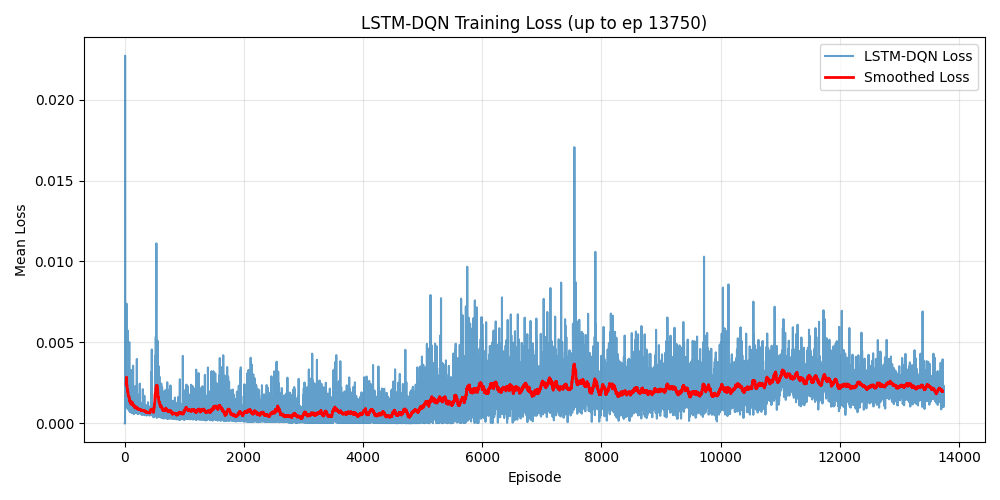 LSTM-DQN Training Loss (up to ep 13750)
LSTM-DQN Loss
Smoothed Loss
Mean Loss
0.020
0.015
0.010
0.005
0.000
0 2000 4000 6000 8000 10000 12000 14000
Episode